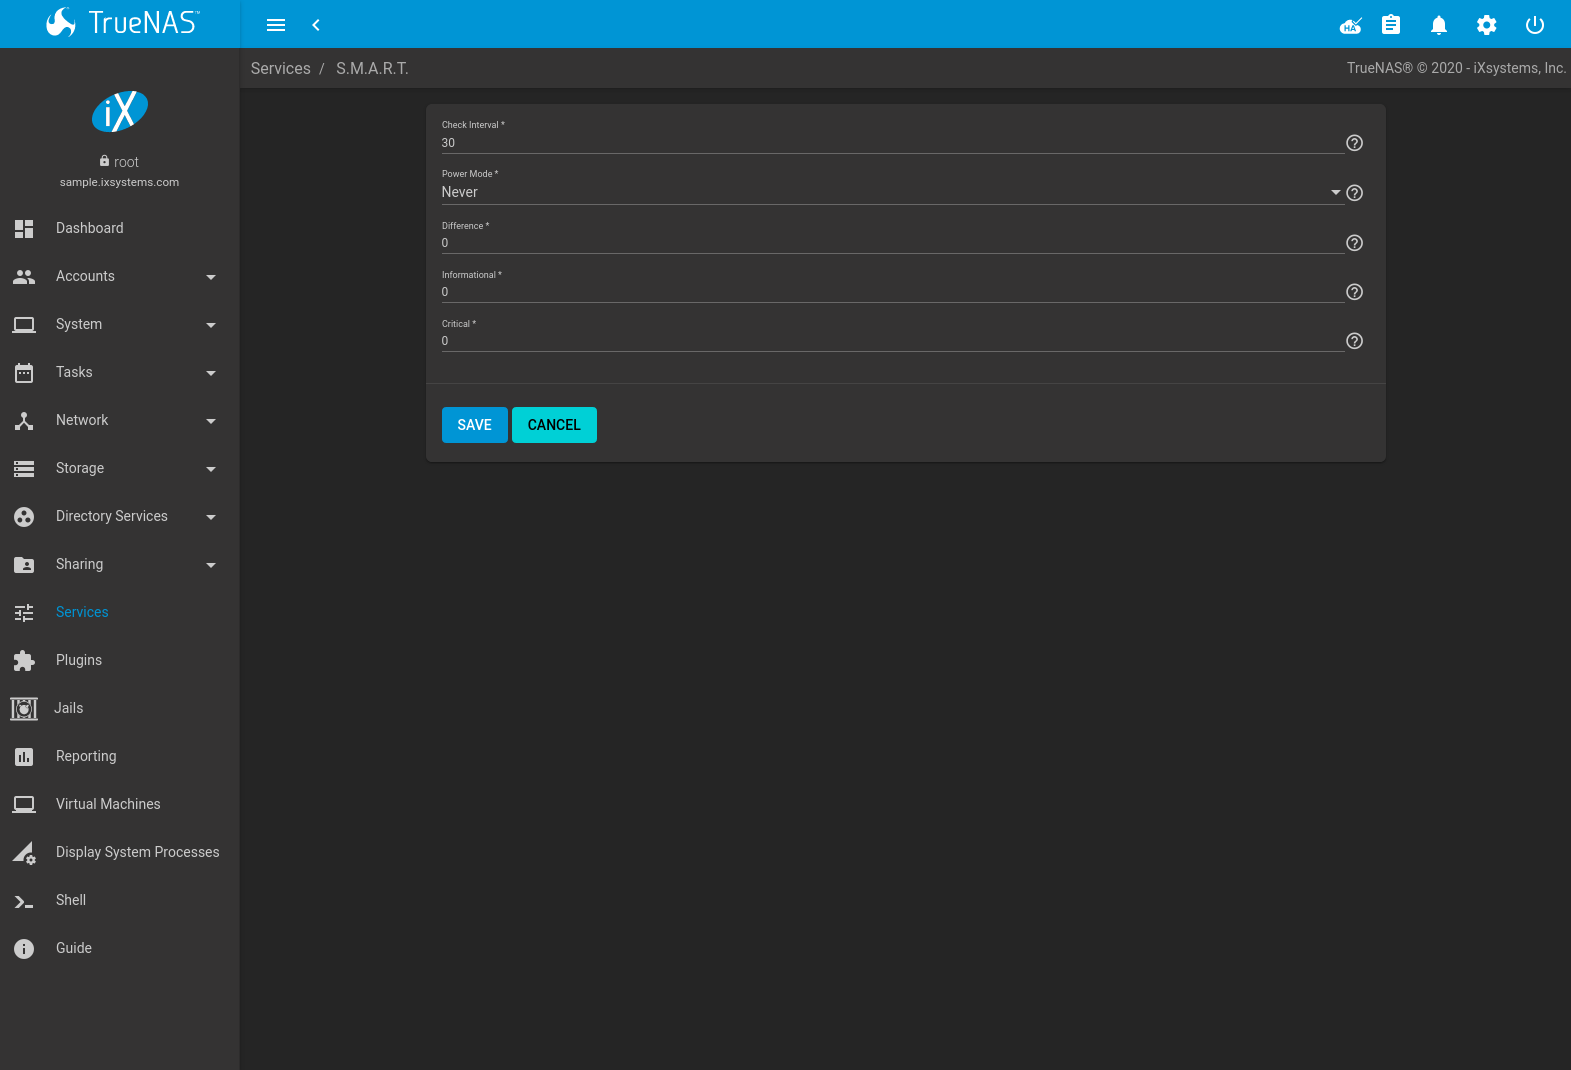 TrueNAS™
HA
Services / S.M.A.R.T.
TrueNAS® © 2020 - iXsystems, Inc.
iX
root
sample.ixsystems.com
Dashboard
Accounts
System
Tasks
Network
Storage
Directory Services
Sharing
Services
Plugins
Jails
Reporting
Virtual Machines
Display System Processes
Shell
Guide
Check Interval *
30
Power Mode *
Never
Difference *
0
Informational *
0
Critical *
0
SAVE CANCEL